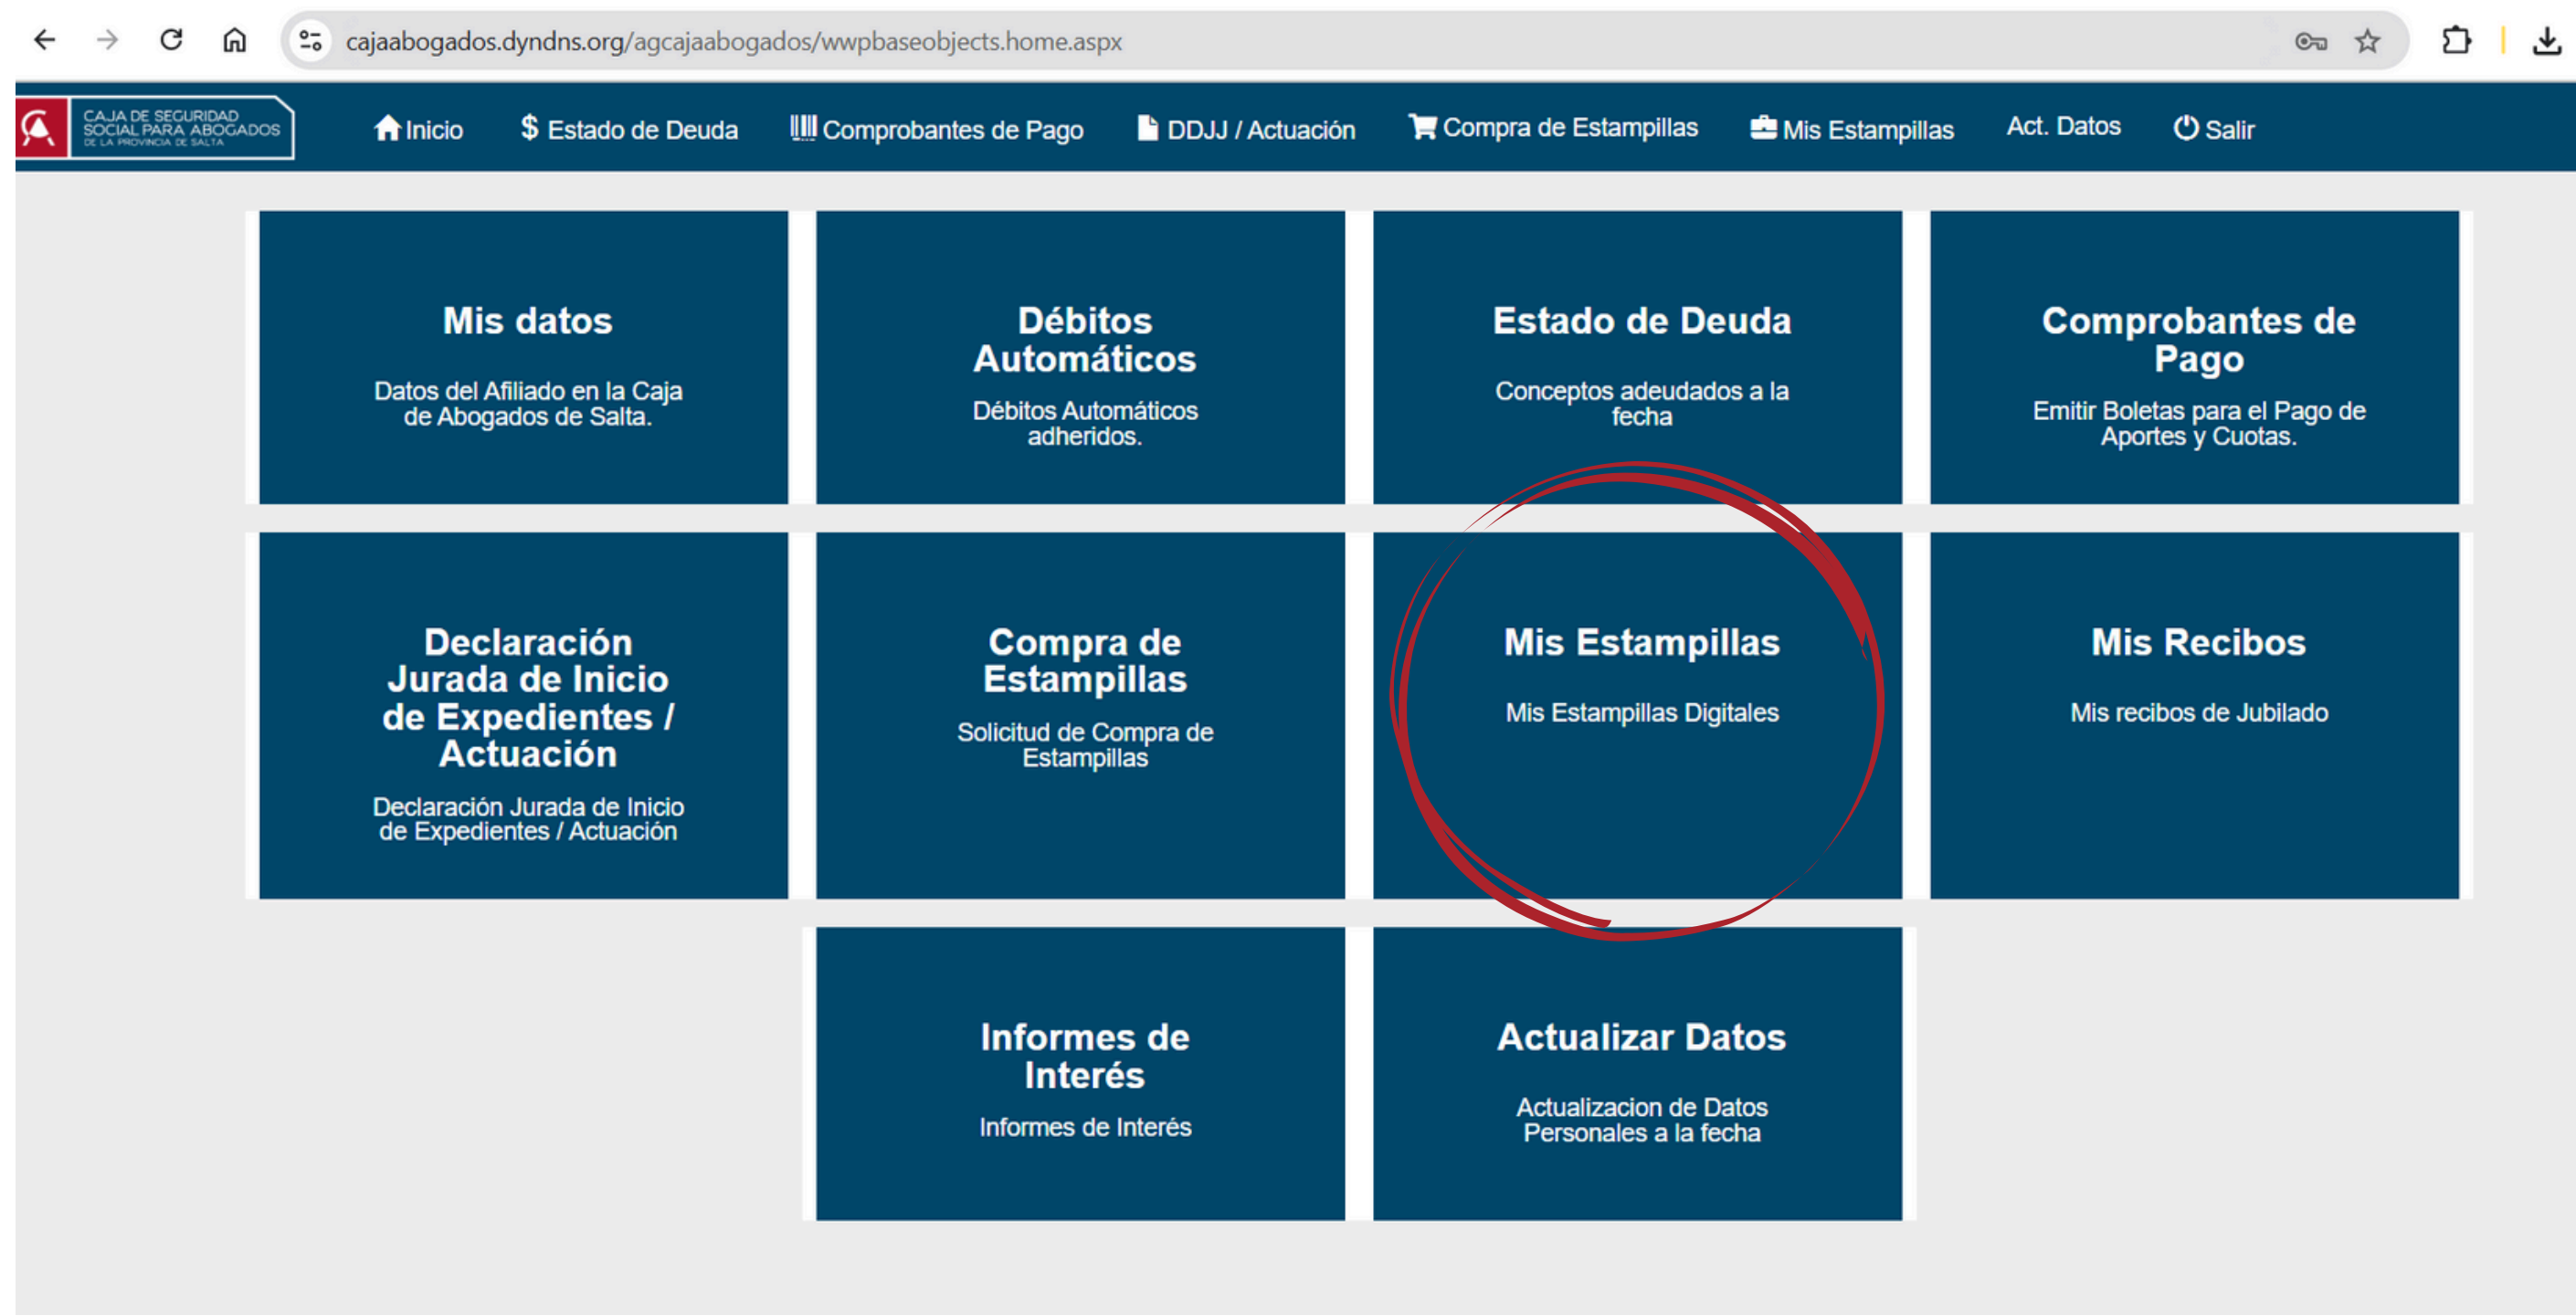 cajaabogados.dyndns.org/agcajaabogados/wwpbaseobjects.home.aspx
CAJA DE SEGURIDAD
SOCIAL PARA ABOGADOS
DE LA PROVINCIA DE SALTA
Inicio
$ Estado de Deuda
Comprobantes de Pago
DDJJ / Actuación
Compra de Estampillas
Mis Estampillas
Act. Datos
Salir
Mis datos
Datos del Afiliado en la Caja
de Abogados de Salta.
Débitos
Automáticos
Débitos Automáticos
adheridos.
Estado de Deuda
Conceptos adeudados a la
fecha
Comprobantes de
Pago
Emitir Boletas para el Pago de
Aportes y Cuotas.
Declaración
Jurada de Inicio
de Expedientes /
Actuación
Declaración Jurada de Inicio
de Expedientes / Actuación
Compra de
Estampillas
Solicitud de Compra de
Estampillas
Mis Estampillas
Mis Estampillas Digitales
Mis Recibos
Mis recibos de Jubilado
Informes de
Interés
Informes de Interés
Actualizar Datos
Actualizacion de Datos
Personales a la fecha